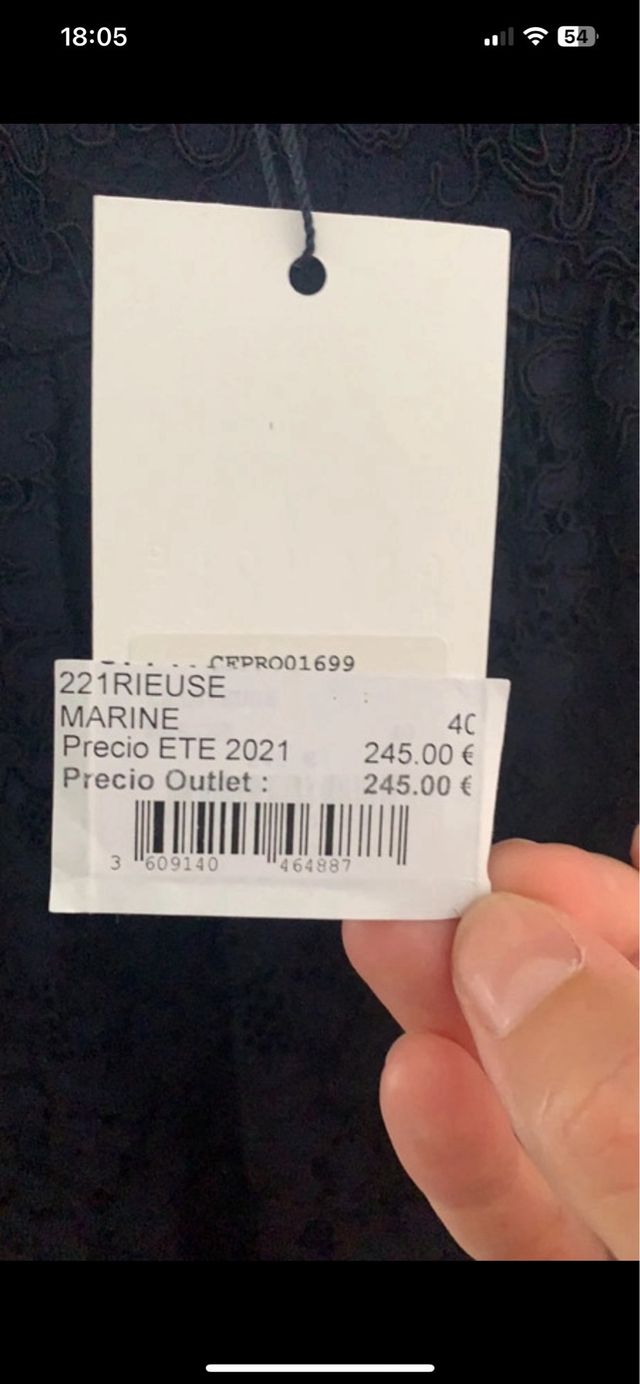 18:05
54
CEPRO01699
221RIEUSE
MARINE 40
Precio ETE 2021 245.00 €
Precio Outlet : 245.00 €
3 609140 464887